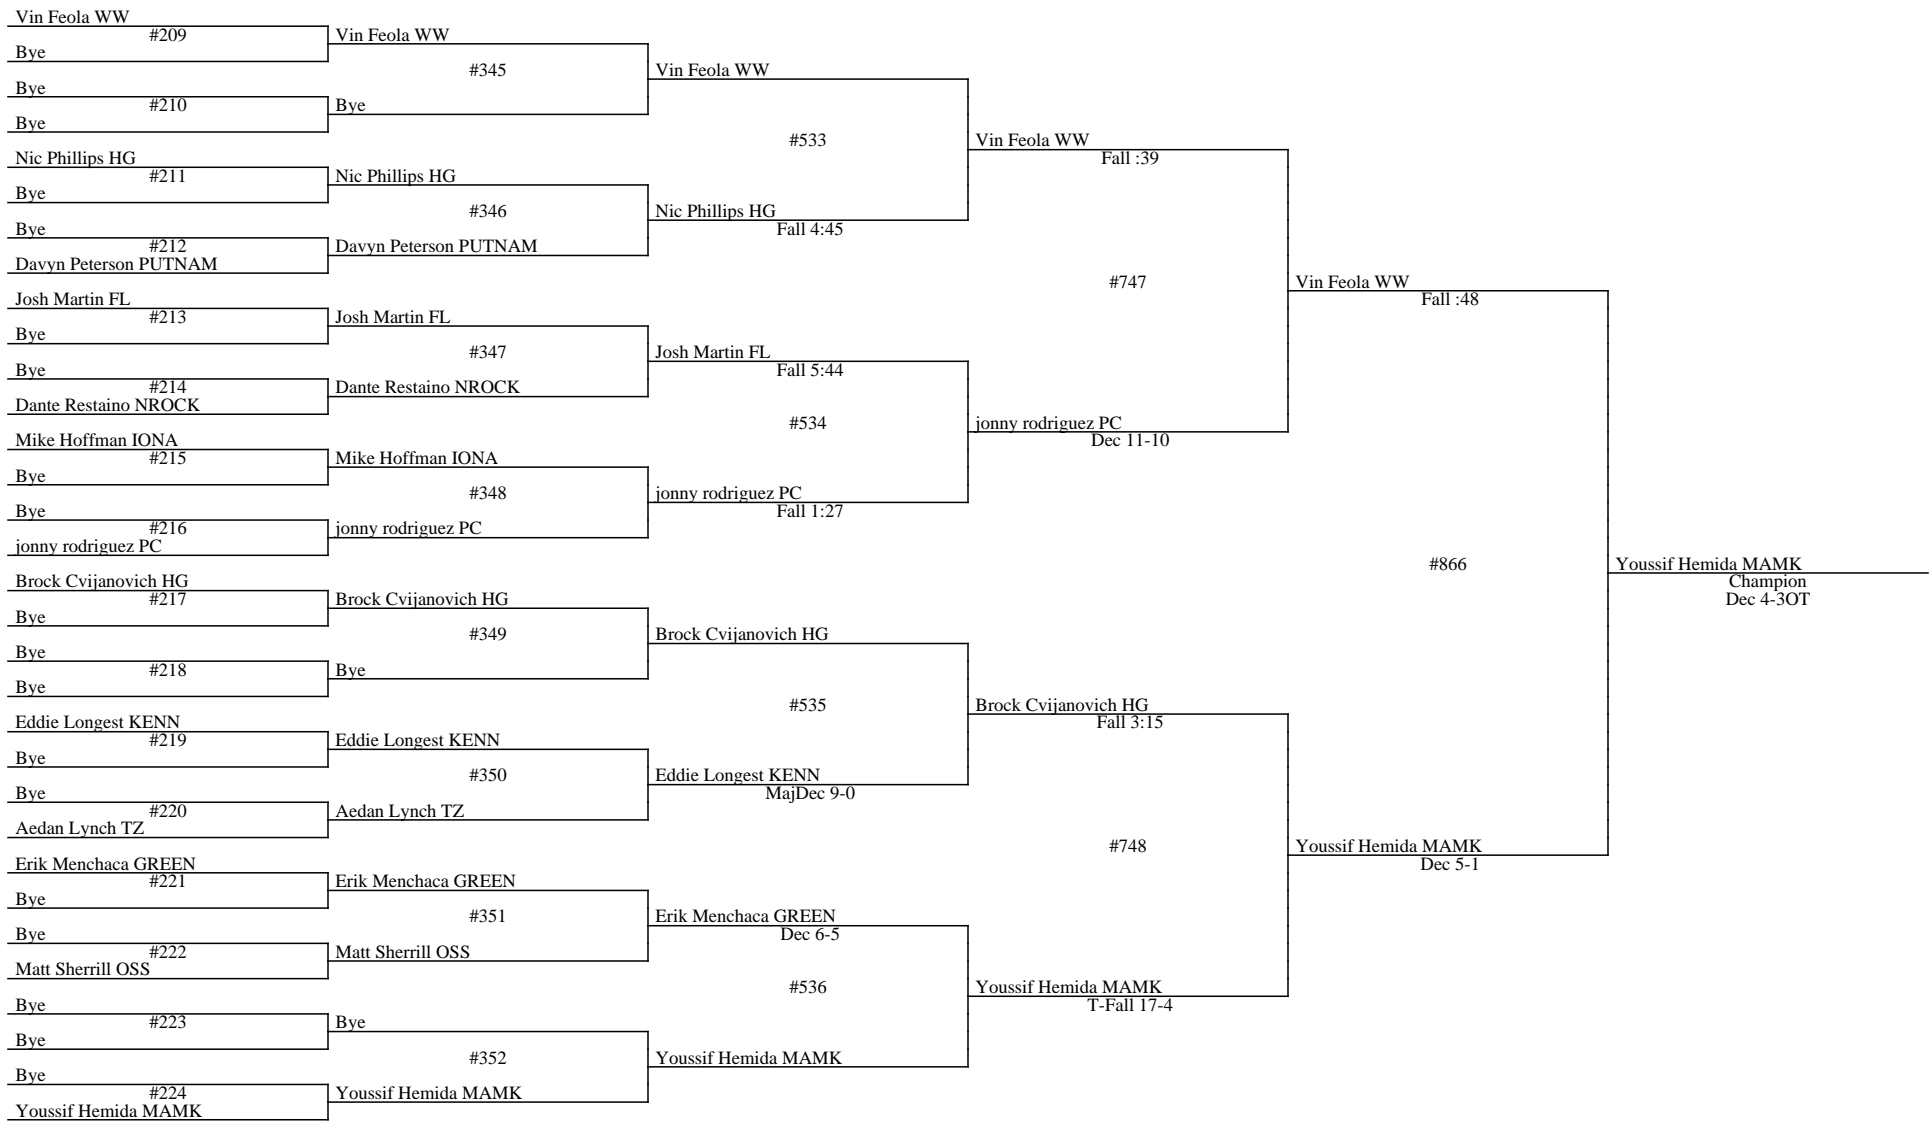 Vin Feola WW
#209
Bye
Bye
#210
Bye
Nic Phillips HG
#211
Bye
Bye
#212
Davyn Peterson PUTNAM
Josh Martin FL
#213
Bye
Bye
#214
Dante Restaino NROCK
Mike Hoffman IONA
#215
Bye
Bye
#216
jonny rodriguez PC
Brock Cvijanovich HG
#217
Bye
Bye
#218
Bye
Eddie Longest KENN
#219
Bye
Bye
#220
Aedan Lynch TZ
Erik Menchaca GREEN
#221
Bye
Bye
#222
Matt Sherrill OSS
Bye
#223
Bye
Bye
#224
Youssif Hemida MAMK
Vin Feola WW
#345
Bye
Nic Phillips HG
#346
Davyn Peterson PUTNAM
Josh Martin FL
#347
Dante Restaino NROCK
Mike Hoffman IONA
#348
jonny rodriguez PC
Brock Cvijanovich HG
#349
Bye
Eddie Longest KENN
#350
Aedan Lynch TZ
Erik Menchaca GREEN
#351
Matt Sherrill OSS
Bye
#352
Youssif Hemida MAMK
Vin Feola WW
#533
Nic Phillips HG
Fall 4:45
Josh Martin FL
Fall 5:44
#534
jonny rodriguez PC
Fall 1:27
Brock Cvijanovich HG
#535
Eddie Longest KENN
MajDec 9-0
Erik Menchaca GREEN
Dec 6-5
#536
Youssif Hemida MAMK
Vin Feola WW
Fall :39
#747
jonny rodriguez PC
Dec 11-10
Brock Cvijanovich HG
Fall 3:15
#748
Youssif Hemida MAMK
T-Fall 17-4
Vin Feola WW
Fall :48
#866
Youssif Hemida MAMK
Dec 5-1
Youssif Hemida MAMK
Champion
Dec 4-3OT